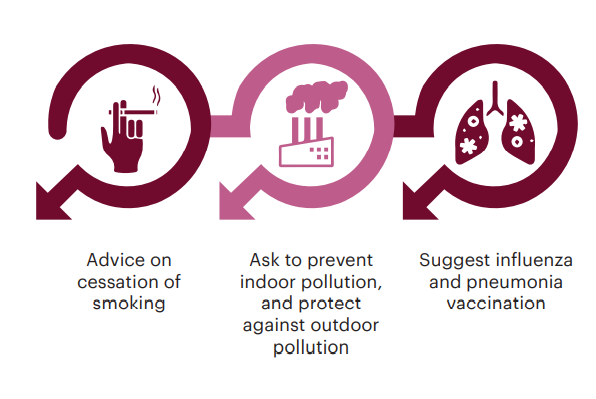 Advice on
cessation of
smoking
Ask to prevent
indoor pollution,
and protect
against outdoor
pollution
Suggest influenza
and pneumonia
vaccination